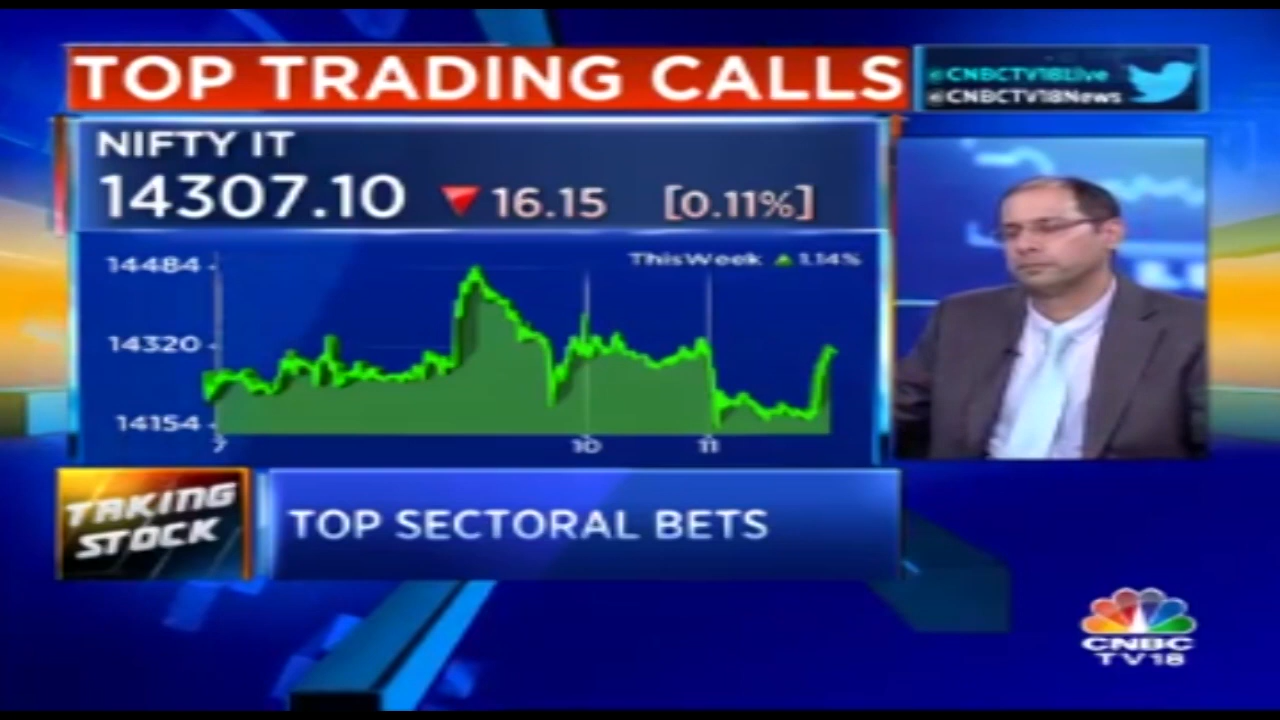 TOP TRADING CALLS
@CNBCTV18Live
@CNBCTV18News
NIFTY IT
14307.10 ▼ 16.15 [0.11%]
ThisWeek ▲ 1.14%
14484
14320
14154
7 10 11
TAKING STOCK
TOP SECTORAL BETS
CNBC
TV18